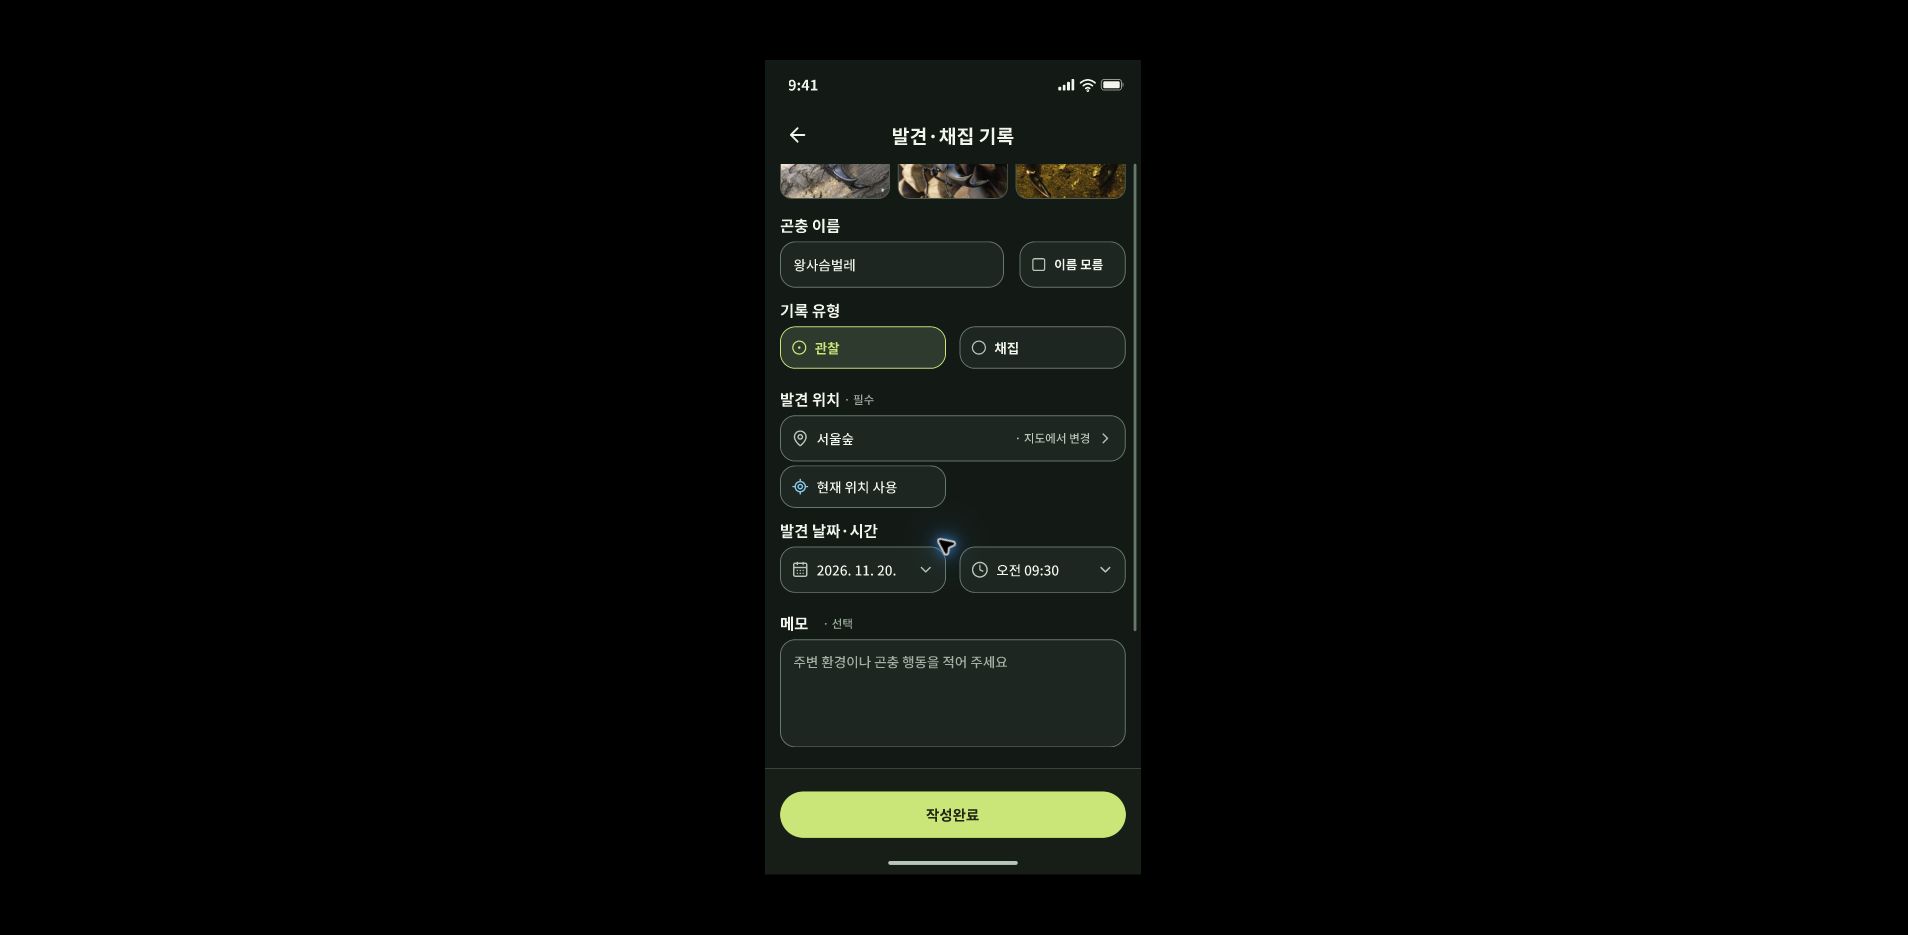 9:41
발견·채집 기록
곤충 이름
왕사슴벌레
이름 모름
기록 유형
관찰
채집
발견 위치 · 필수
서울숲 · 지도에서 변경
현재 위치 사용
발견 날짜·시간
2026. 11. 20.
오전 09:30
메모 · 선택
주변 환경이나 곤충 행동을 적어 주세요
작성완료